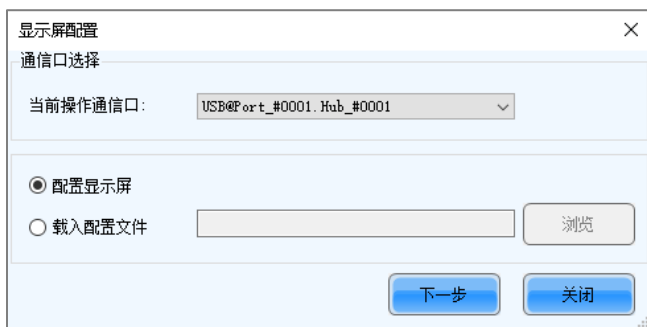 显示屏配置
通信口选择
当前操作通信口: USB@Port_#0001.Hub_#0001
配置显示屏
载入配置文件 浏览
下一步 关闭